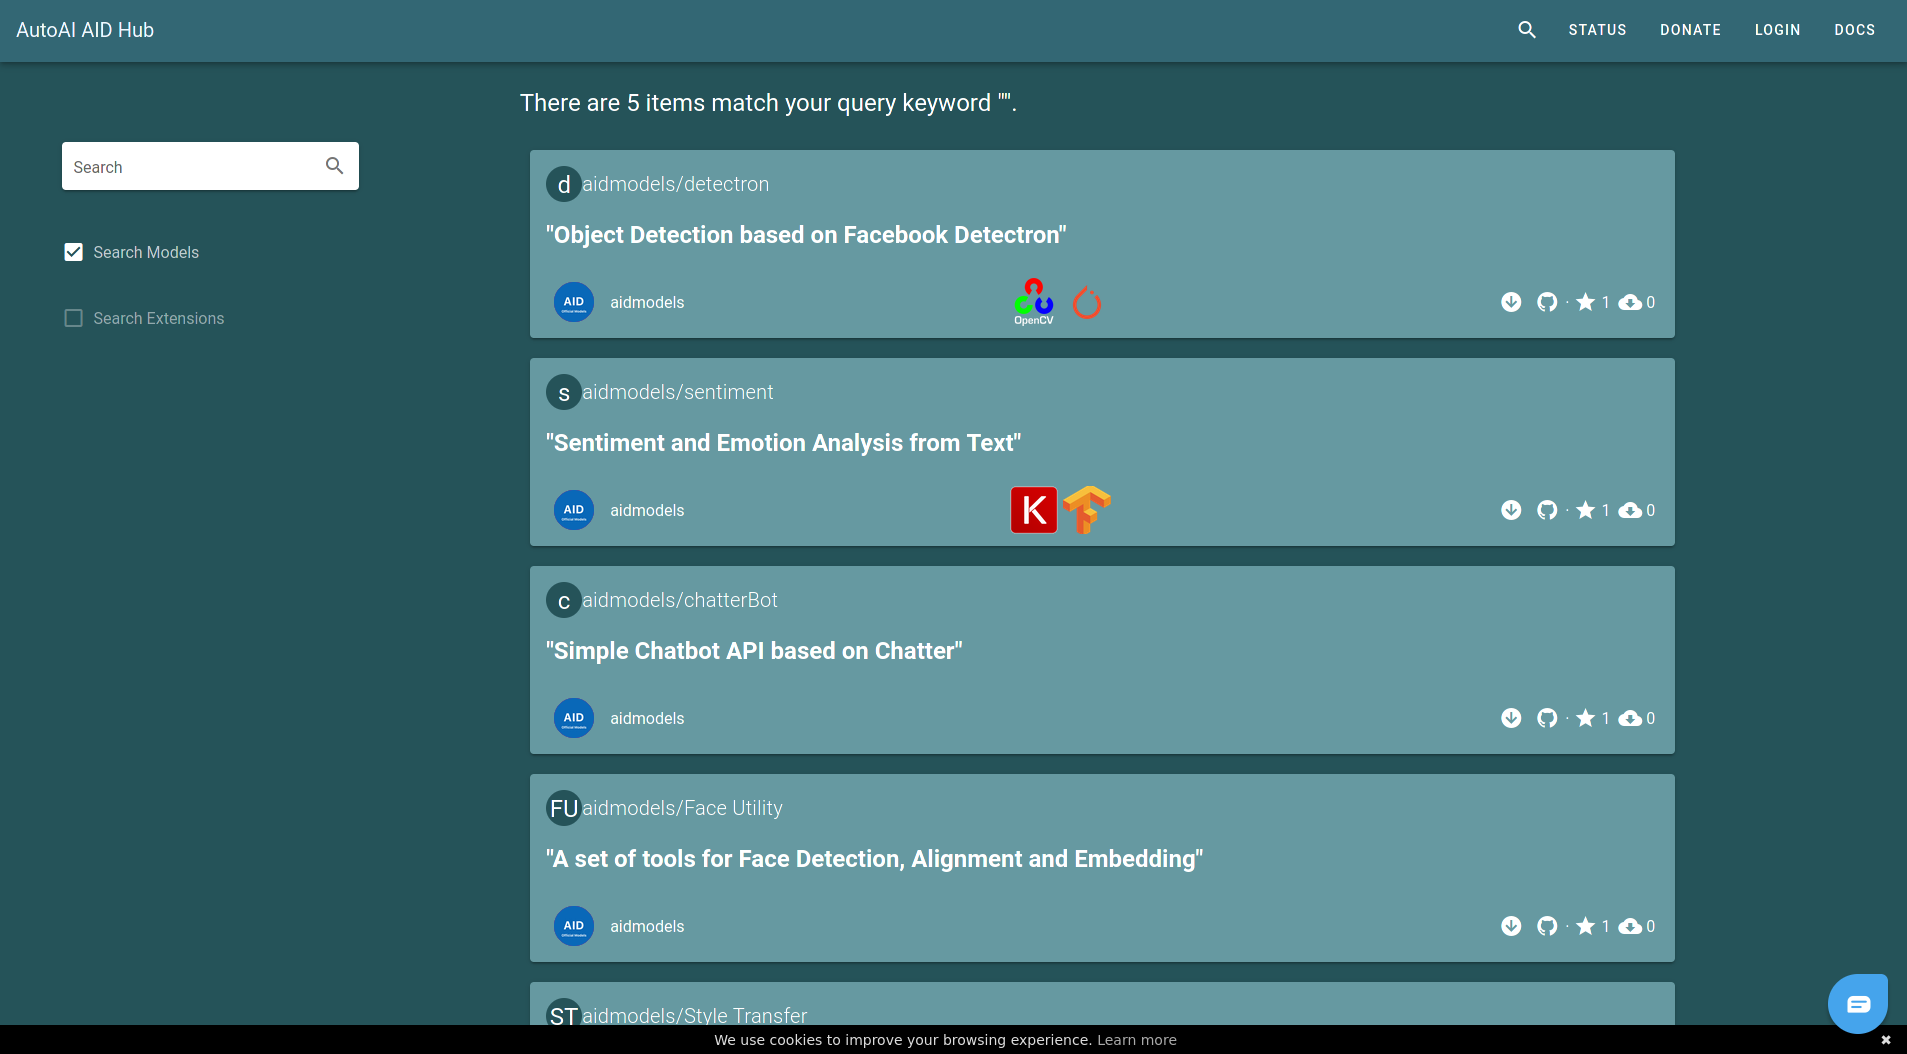 AutoAI AID Hub
STATUS DONATE LOGIN DOCS
There are 5 items match your query keyword "".
Search
Search Models
Search Extensions
d aidmodels/detectron
"Object Detection based on Facebook Detectron"
AID aidmodels OpenCV · 1 0
s aidmodels/sentiment
"Sentiment and Emotion Analysis from Text"
AID aidmodels K · 1 0
c aidmodels/chatterBot
"Simple Chatbot API based on Chatter"
AID aidmodels · 1 0
FU aidmodels/Face Utility
"A set of tools for Face Detection, Alignment and Embedding"
AID aidmodels · 1 0
ST aidmodels/Style Transfer
We use cookies to improve your browsing experience. Learn more ✖